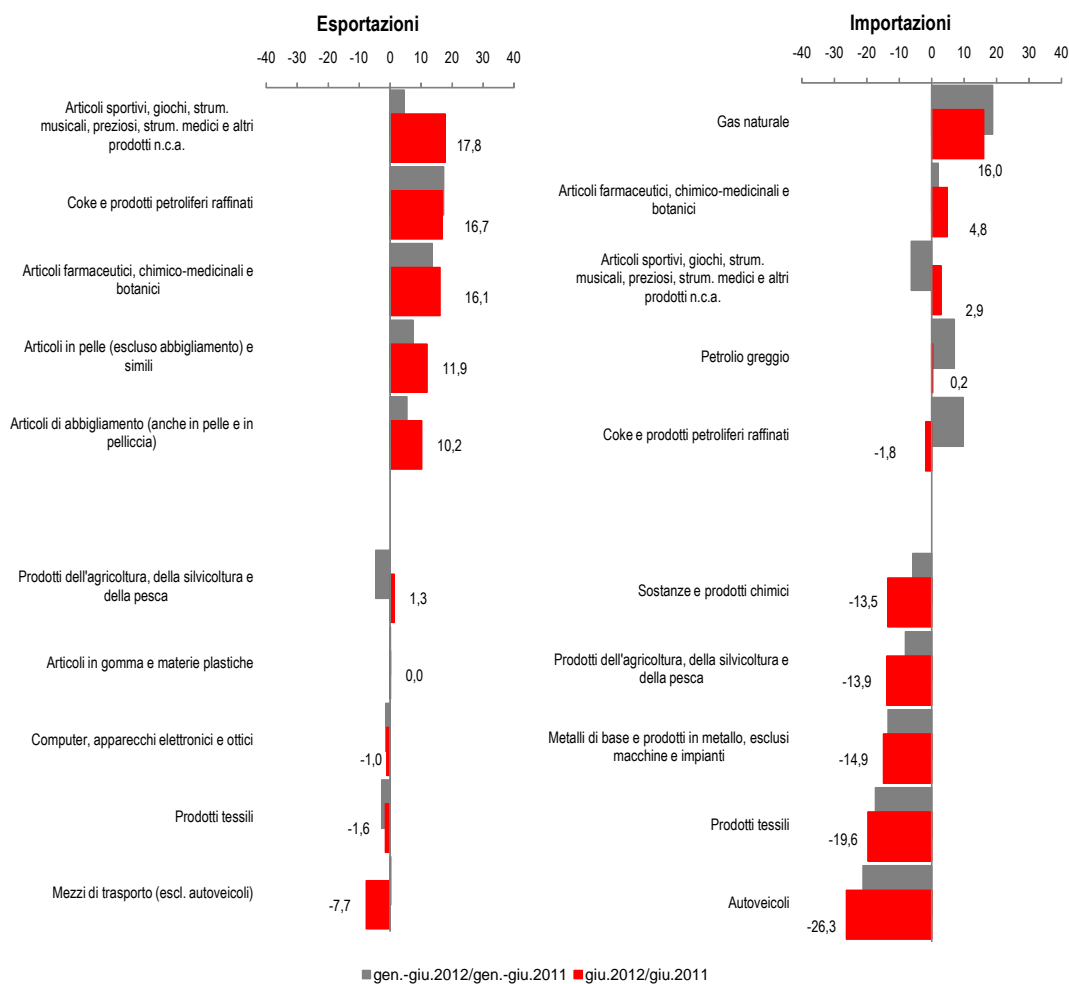 Esportazioni
-40 -30 -20 -10 0 10 20 30 40
Articoli sportivi, giochi, strum.
musicali, preziosi, strum. medici e altri
prodotti n.c.a.
17,8
Coke e prodotti petroliferi raffinati
16,7
Articoli farmaceutici, chimico-medicinali e
botanici
16,1
Articoli in pelle (escluso abbigliamento) e
simili
11,9
Articoli di abbigliamento (anche in pelle e in
pelliccia)
10,2
Prodotti dell'agricoltura, della silvicoltura e
della pesca
1,3
Articoli in gomma e materie plastiche
0,0
Computer, apparecchi elettronici e ottici
-1,0
Prodotti tessili
-1,6
Mezzi di trasporto (escl. autoveicoli)
-7,7
Importazioni
-40 -30 -20 -10 0 10 20 30 40
Gas naturale
16,0
Articoli farmaceutici, chimico-medicinali e
botanici
4,8
Articoli sportivi, giochi, strum.
musicali, preziosi, strum. medici e altri
prodotti n.c.a.
2,9
Petrolio greggio
0,2
Coke e prodotti petroliferi raffinati
-1,8
Sostanze e prodotti chimici
-13,5
Prodotti dell'agricoltura, della silvicoltura e
della pesca
-13,9
Metalli di base e prodotti in metallo, esclusi
macchine e impianti
-14,9
Prodotti tessili
-19,6
Autoveicoli
-26,3
gen.-giu.2012/gen.-giu.2011 giu.2012/giu.2011